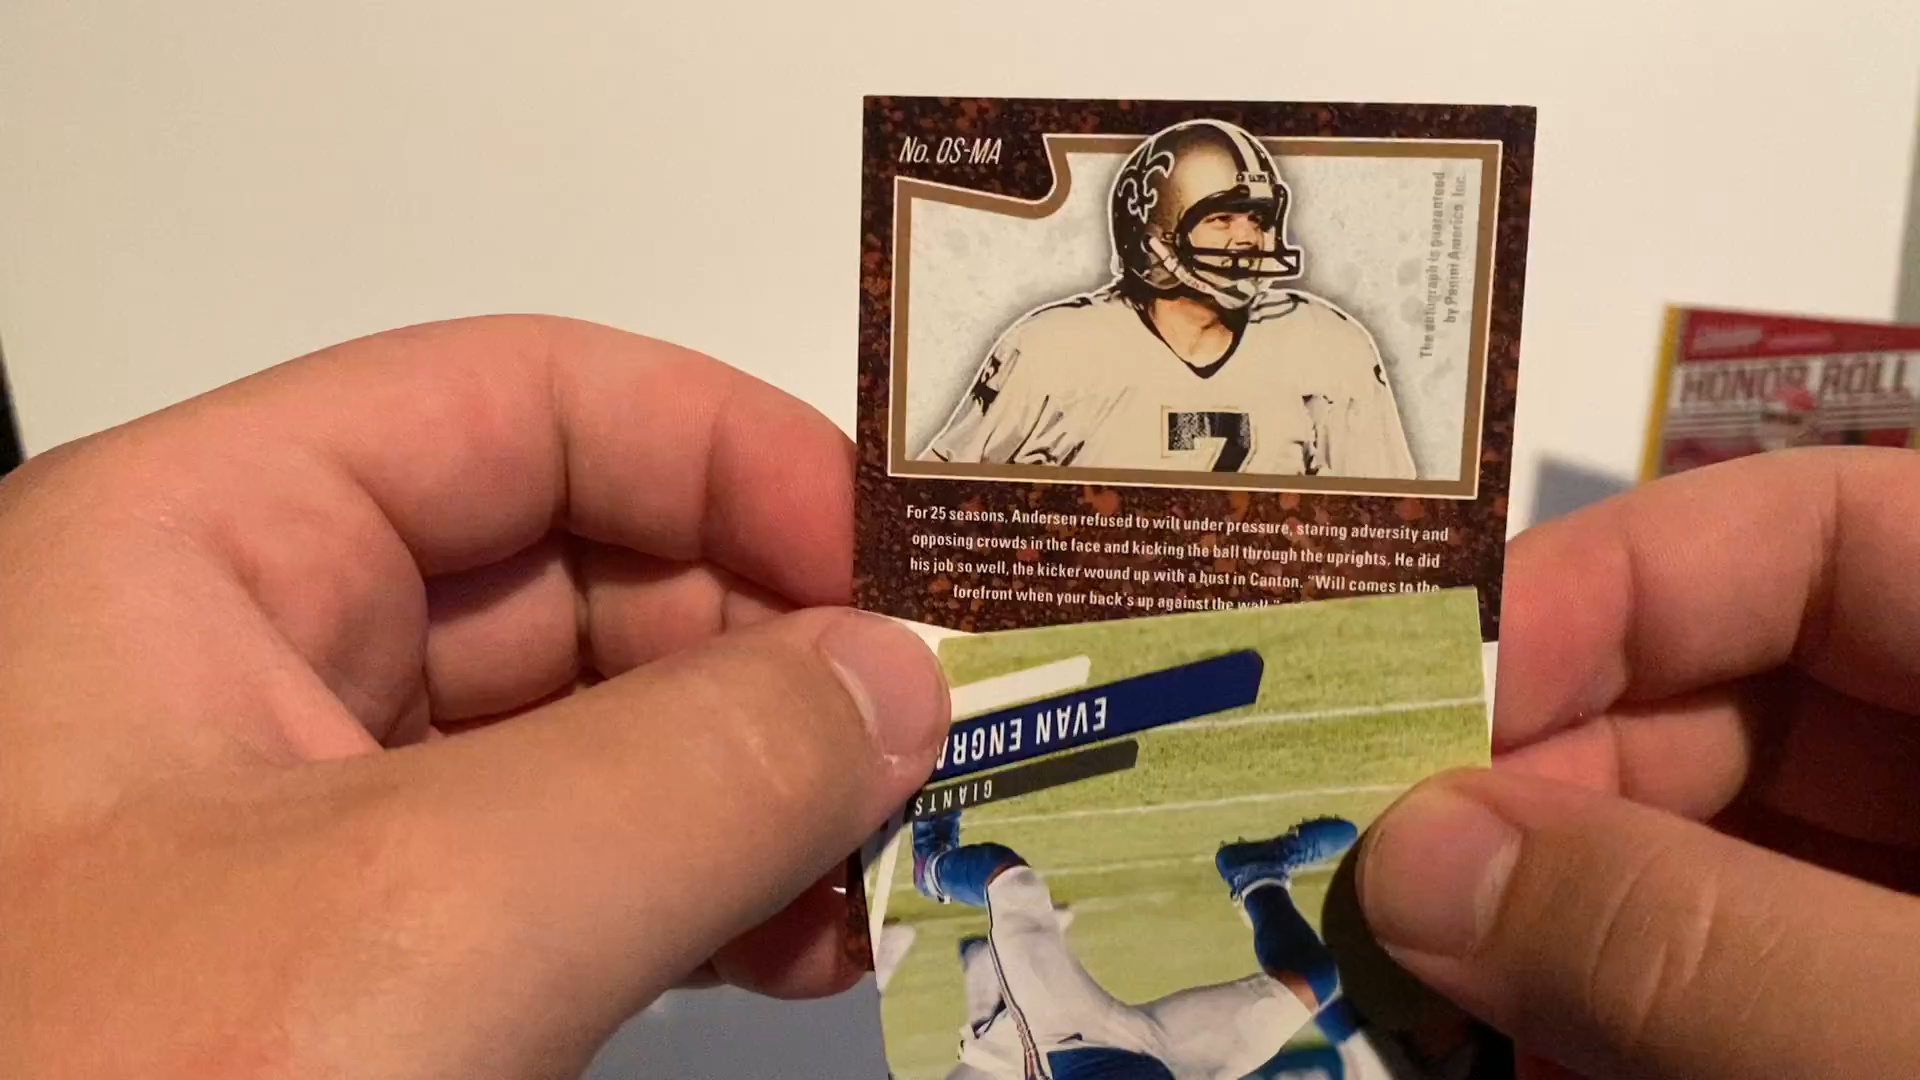 No. OS-MA
The autograph is guaranteed
by Panini America, Inc.
7
For 25 seasons, Andersen refused to wilt under pressure, staring adversity and
opposing crowds in the face and kicking the ball through the uprights. He did
his job so well, the kicker wound up with a bust in Canton. "Will comes to the
forefront when your back's up against the wall,"
EVAN ENGRA
GIANTS
HONOR ROLL